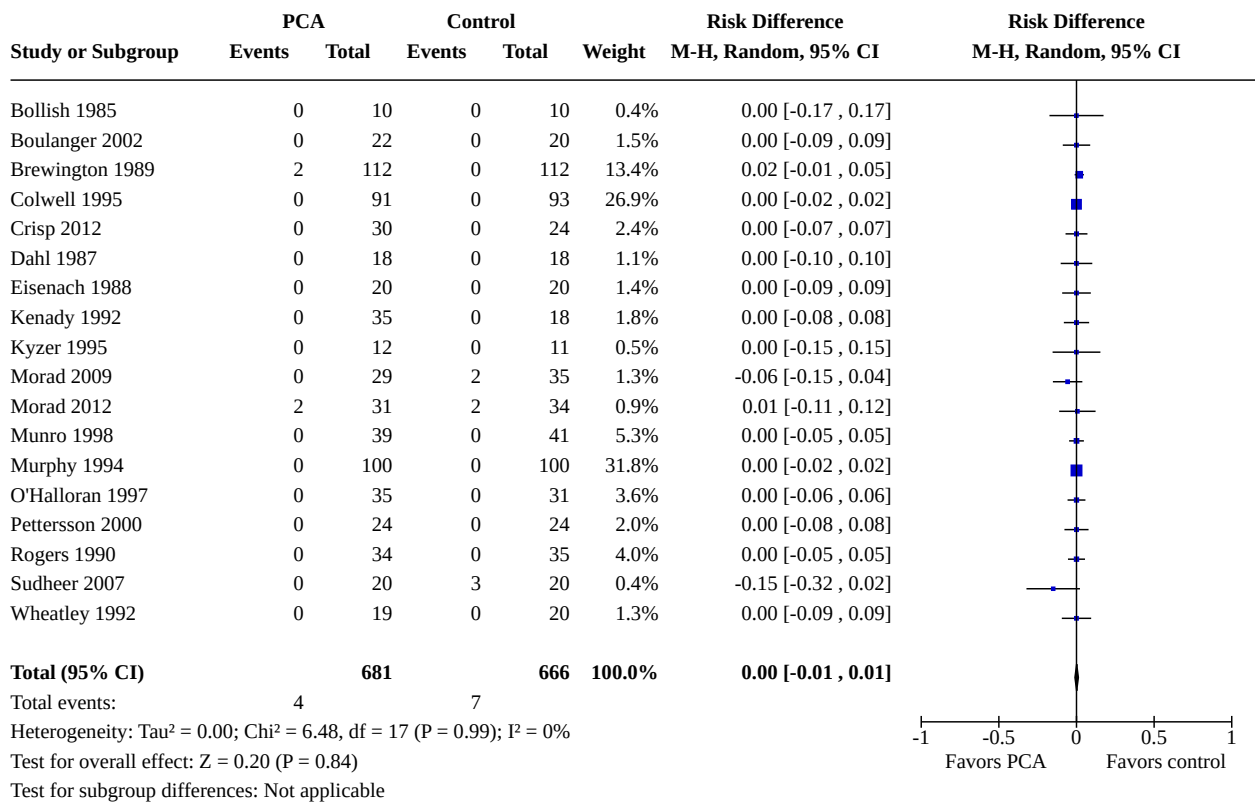 PCA Control Risk Difference Risk Difference
Study or Subgroup Events Total Events Total Weight M-H, Random, 95% CI M-H, Random, 95% CI
Bollish 1985 0 10 0 10 0.4% 0.00 [-0.17 , 0.17]
Boulanger 2002 0 22 0 20 1.5% 0.00 [-0.09 , 0.09]
Brewington 1989 2 112 0 112 13.4% 0.02 [-0.01 , 0.05]
Colwell 1995 0 91 0 93 26.9% 0.00 [-0.02 , 0.02]
Crisp 2012 0 30 0 24 2.4% 0.00 [-0.07 , 0.07]
Dahl 1987 0 18 0 18 1.1% 0.00 [-0.10 , 0.10]
Eisenach 1988 0 20 0 20 1.4% 0.00 [-0.09 , 0.09]
Kenady 1992 0 35 0 18 1.8% 0.00 [-0.08 , 0.08]
Kyzer 1995 0 12 0 11 0.5% 0.00 [-0.15 , 0.15]
Morad 2009 0 29 2 35 1.3% -0.06 [-0.15 , 0.04]
Morad 2012 2 31 2 34 0.9% 0.01 [-0.11 , 0.12]
Munro 1998 0 39 0 41 5.3% 0.00 [-0.05 , 0.05]
Murphy 1994 0 100 0 100 31.8% 0.00 [-0.02 , 0.02]
O'Halloran 1997 0 35 0 31 3.6% 0.00 [-0.06 , 0.06]
Pettersson 2000 0 24 0 24 2.0% 0.00 [-0.08 , 0.08]
Rogers 1990 0 34 0 35 4.0% 0.00 [-0.05 , 0.05]
Sudheer 2007 0 20 3 20 0.4% -0.15 [-0.32 , 0.02]
Wheatley 1992 0 19 0 20 1.3% 0.00 [-0.09 , 0.09]
Total (95% CI) 681 666 100.0% 0.00 [-0.01 , 0.01]
Total events: 4 7
Heterogeneity: Tau² = 0.00; Chi² = 6.48, df = 17 (P = 0.99); I² = 0%
Test for overall effect: Z = 0.20 (P = 0.84)
Test for subgroup differences: Not applicable
-1 -0.5 0 0.5 1
Favors PCA Favors control